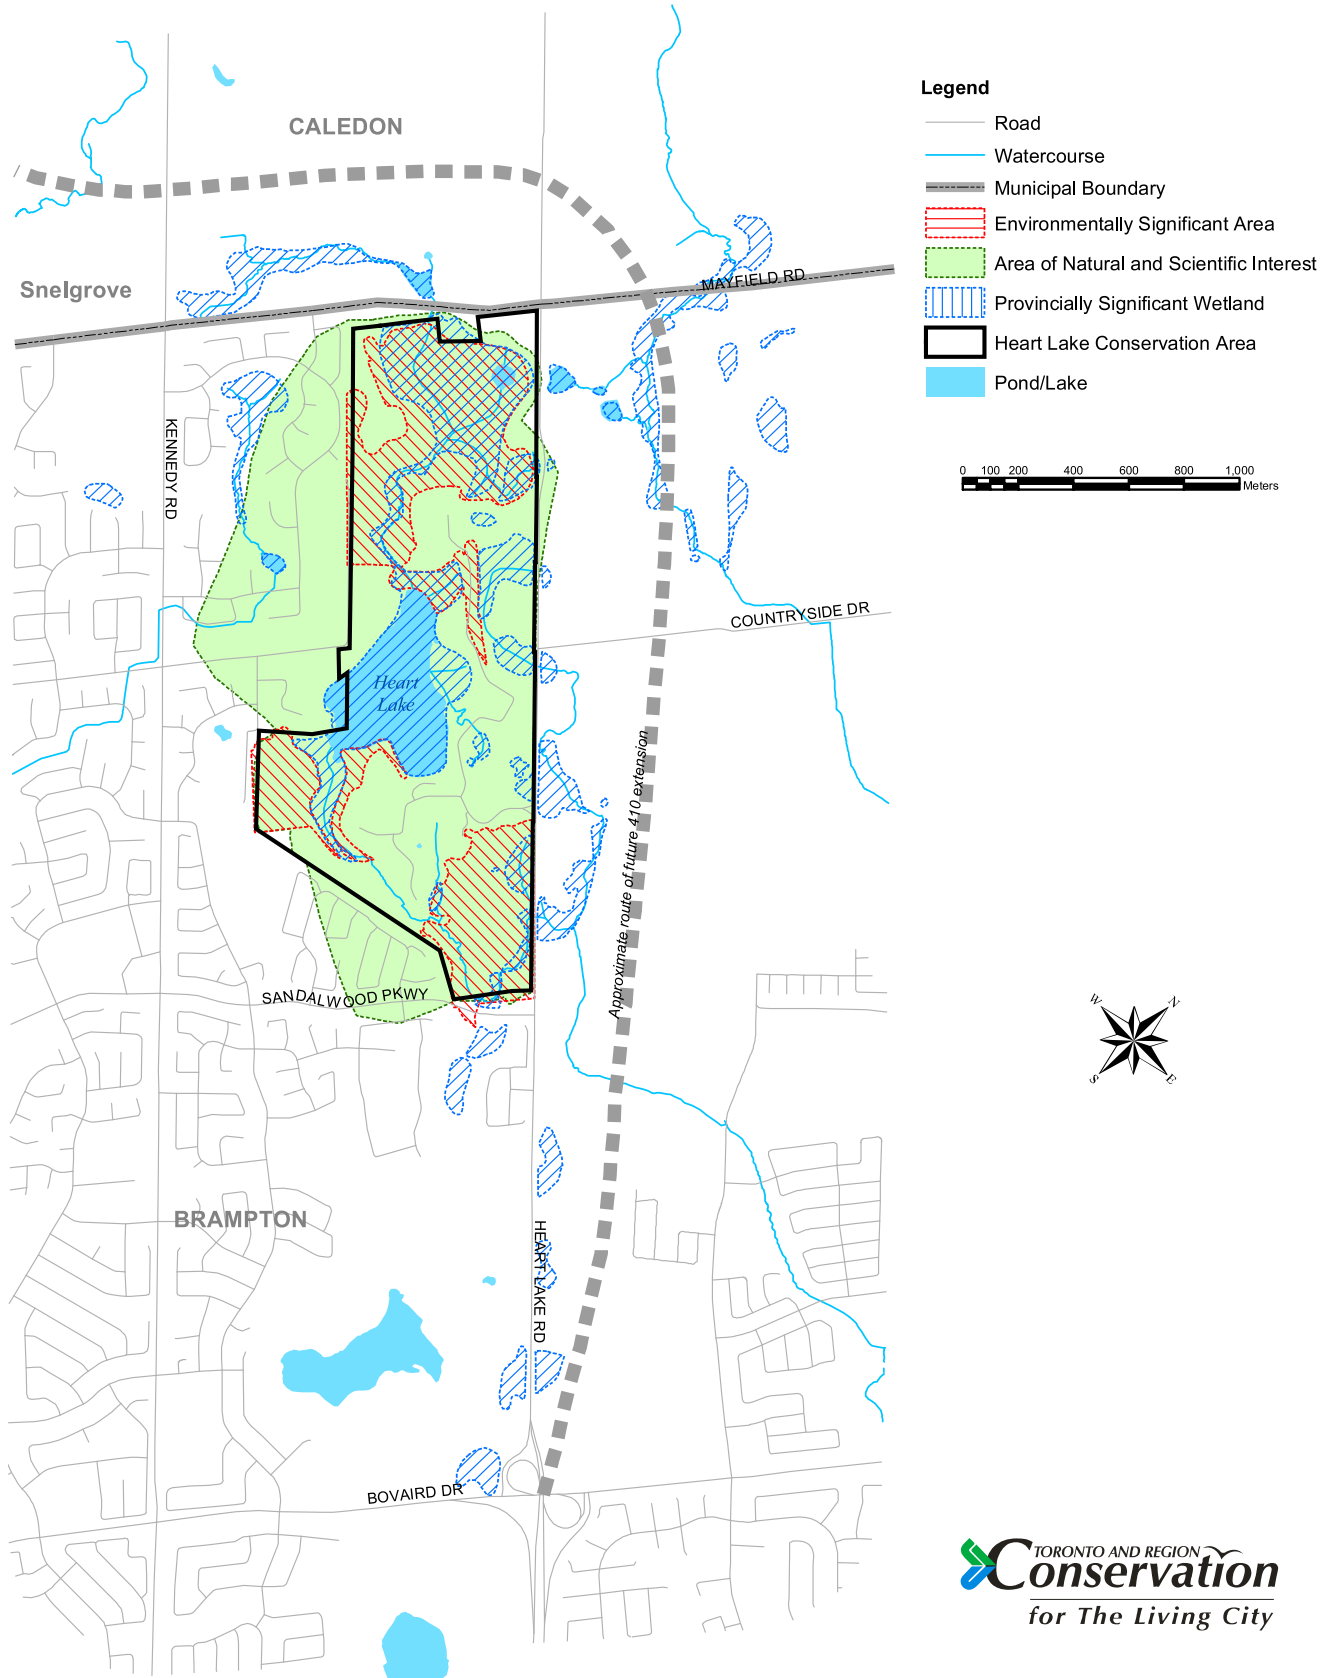 CALEDON
Snelgrove
MAYFIELD RD
KENNEDY RD
COUNTRYSIDE DR
Heart
Lake
Approximate route of future 410 extension
SANDALWOOD PKWY
BRAMPTON
HEART LAKE RD
BOVAIRD DR
Legend
Road
Watercourse
Municipal Boundary
Environmentally Significant Area
Area of Natural and Scientific Interest
Provincially Significant Wetland
Heart Lake Conservation Area
Pond/Lake
0 100 200 400 600 800 1,000
Meters
W N
S E
TORONTO AND REGION
Conservation
for The Living City